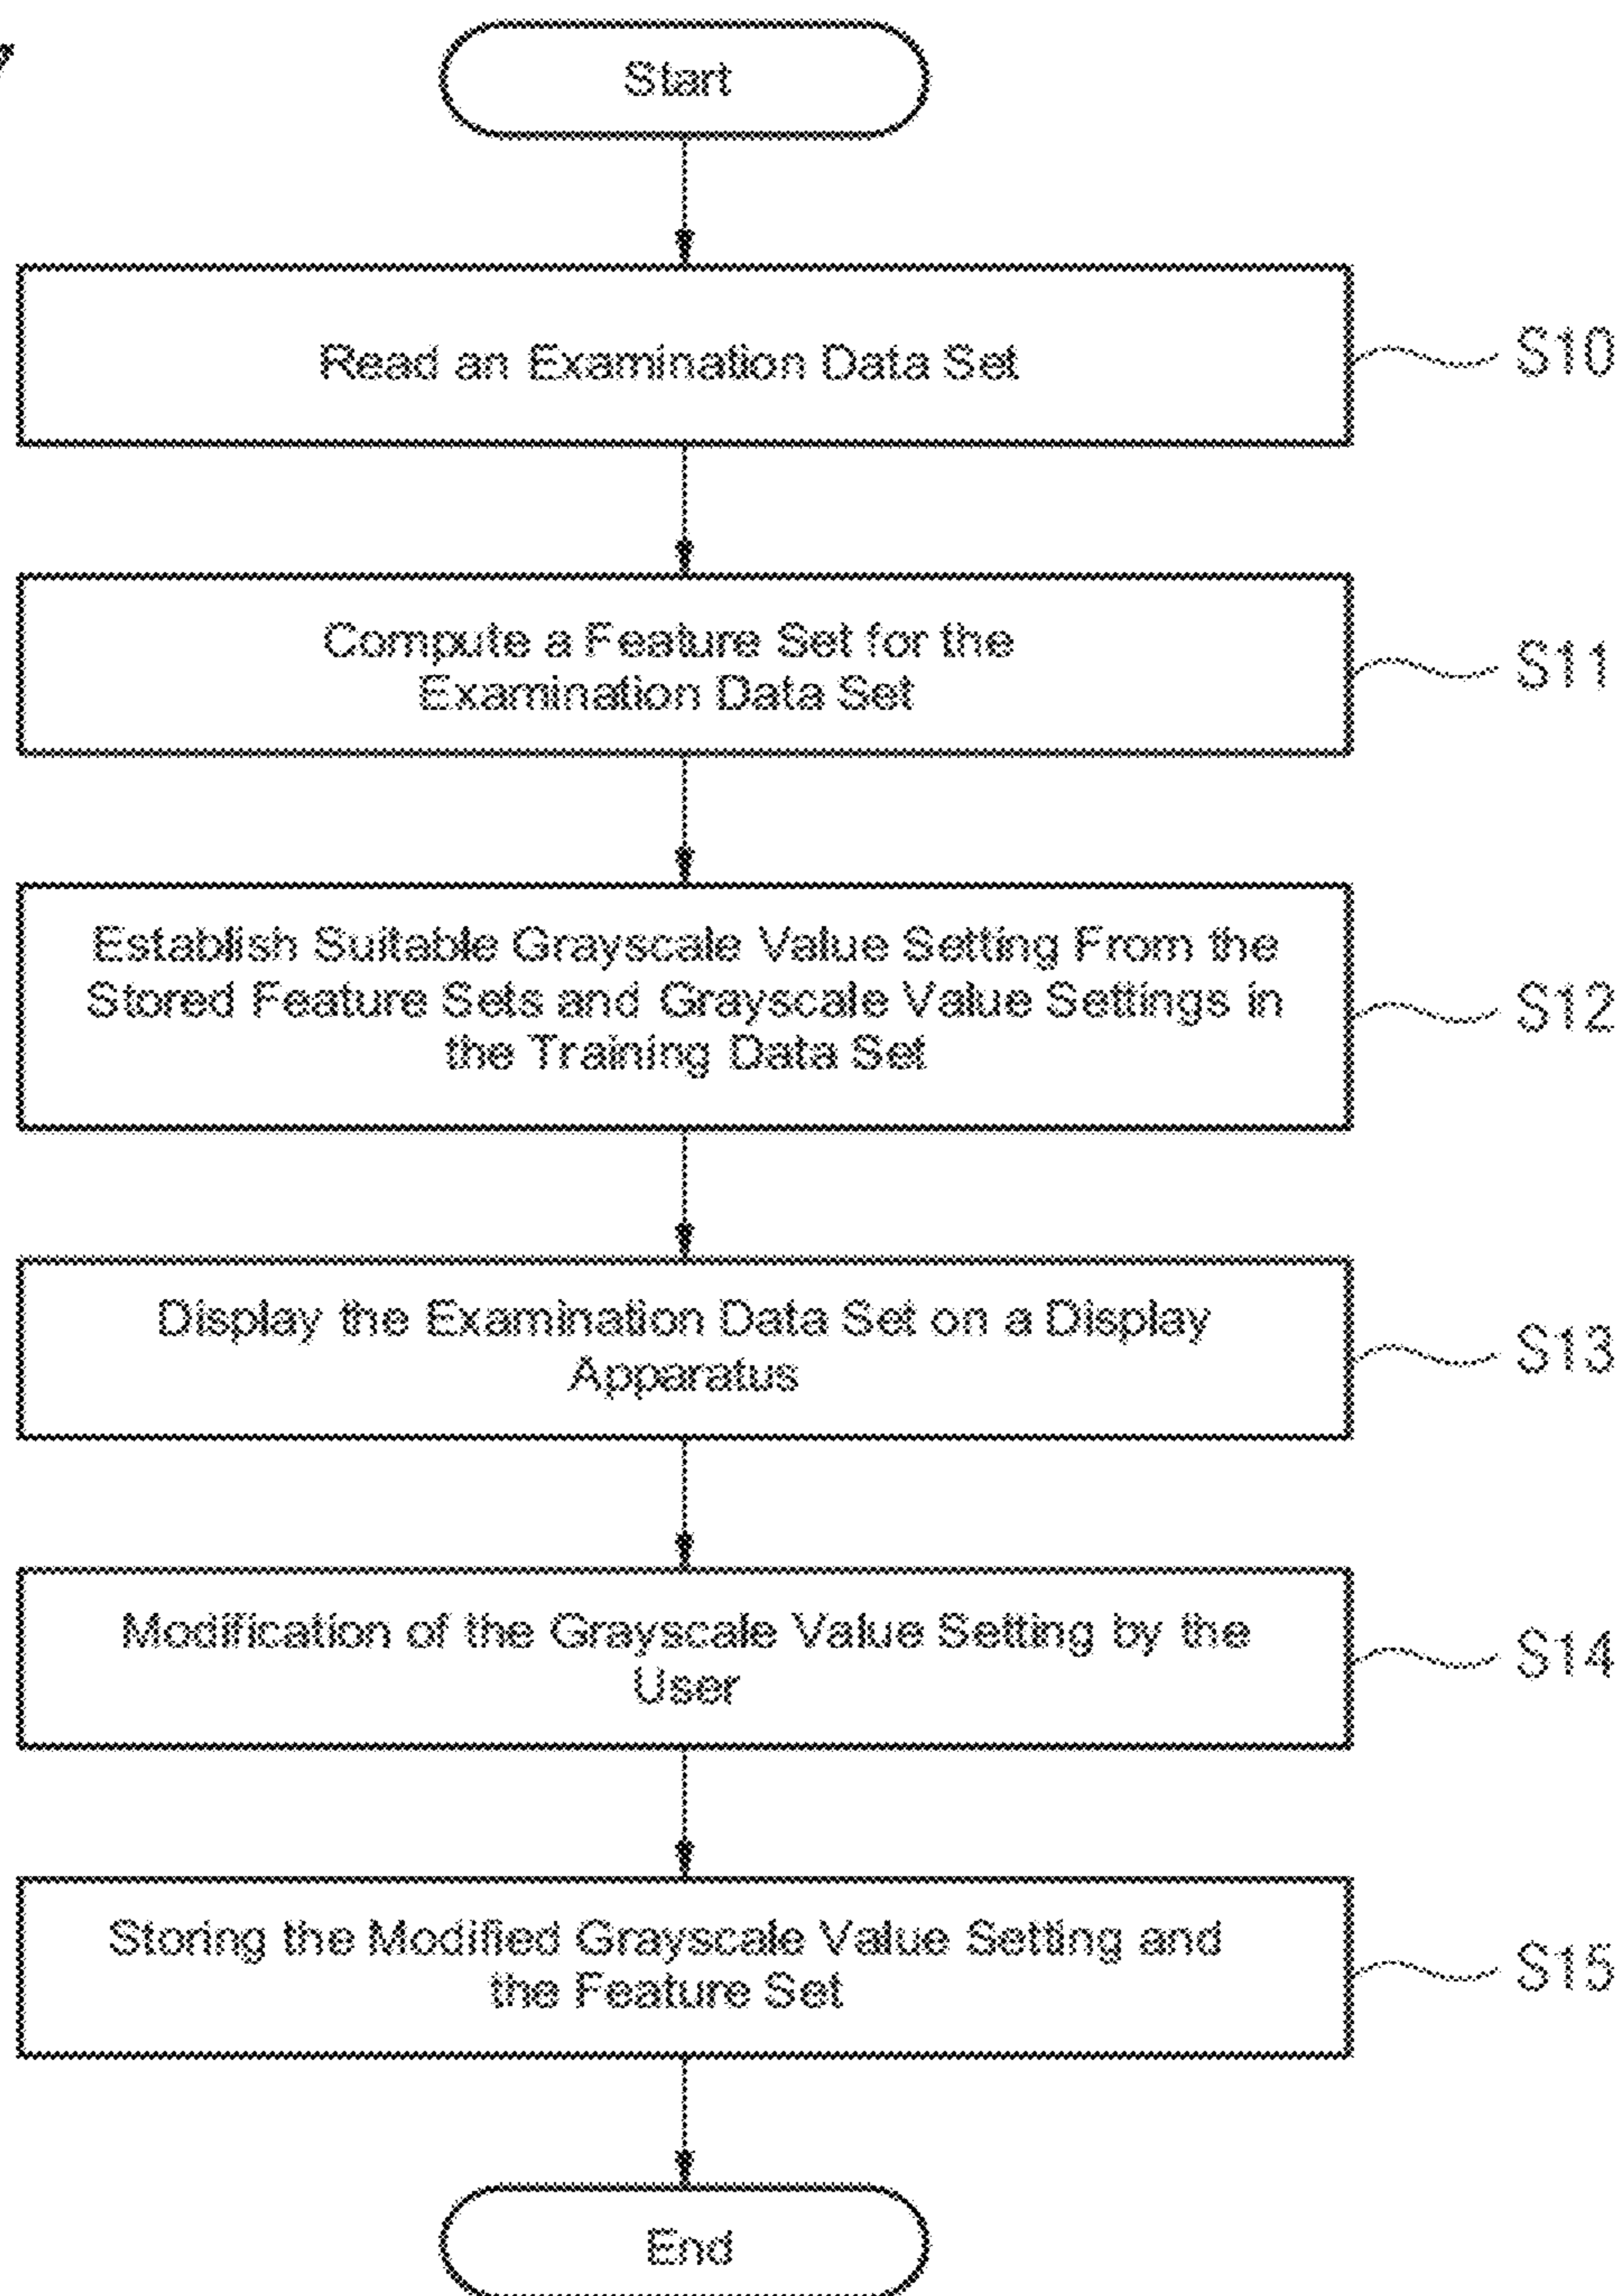 Start
Read an Examination Data Set
S10
Compute a Feature Set for the
Examination Data Set
S11
Establish Suitable Grayscale Value Setting From the
Stored Feature Sets and Grayscale Value Settings in
the Training Data Set
S12
Display the Examination Data Set on a Display
Apparatus
S13
Modification of the Grayscale Value Setting by the
User
S14
Storing the Modified Grayscale Value Setting and
the Feature Set
S15
End